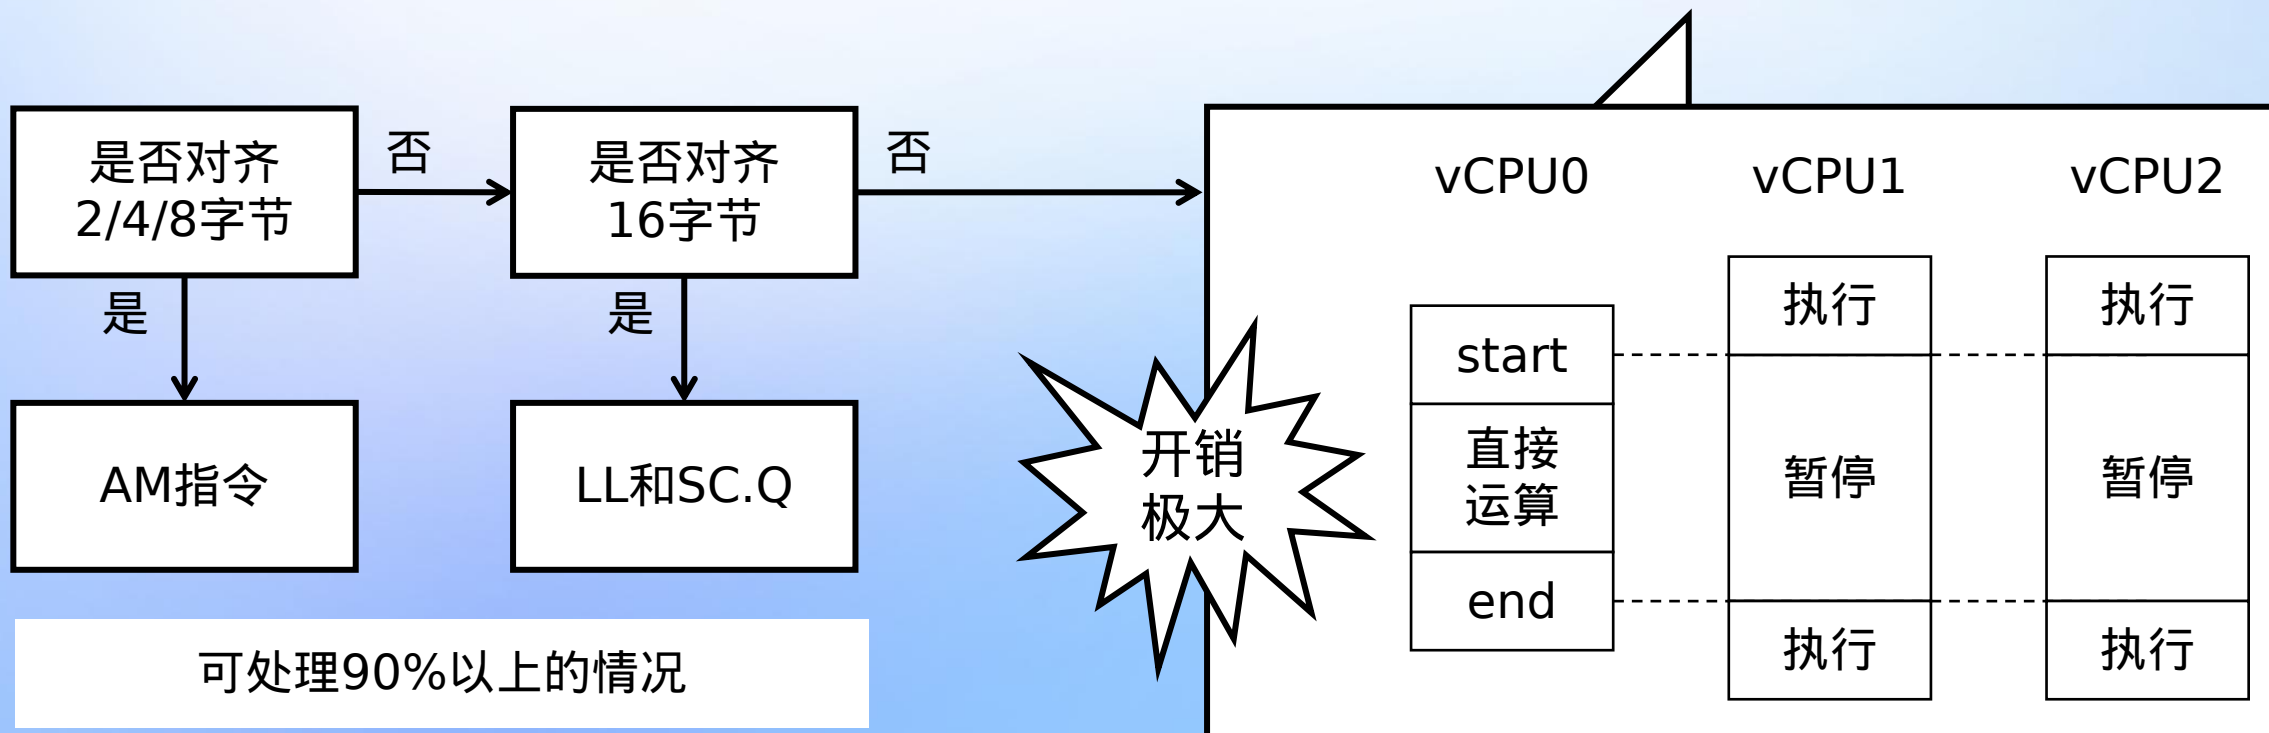 是否对齐
2/4/8字节
否
是否对齐
16字节
否
是
是
AM指令
LL和SC.Q
可处理90%以上的情况
开销
极大
vCPU0
vCPU1
vCPU2
start
直接
运算
end
执行
暂停
执行
执行
暂停
执行